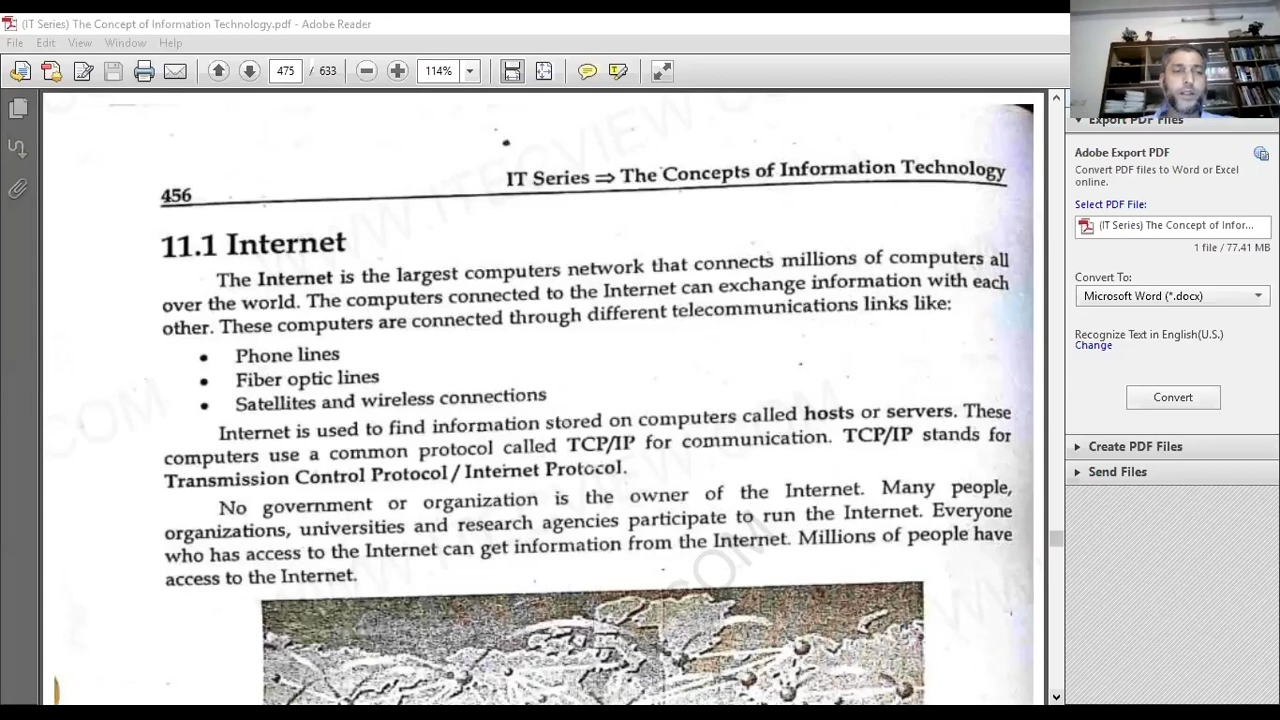 (IT Series) The Concept of Information Technology.pdf - Adobe Reader
File Edit View Window Help
475 / 633 114%
456 IT Series ⇒ The Concepts of Information Technology
11.1 Internet
The Internet is the largest computers network that connects millions of computers all
over the world. The computers connected to the Internet can exchange information with each
other. These computers are connected through different telecommunications links like:
• Phone lines
• Fiber optic lines
• Satellites and wireless connections
Internet is used to find information stored on computers called hosts or servers. These
computers use a common protocol called TCP/IP for communication. TCP/IP stands for
Transmission Control Protocol / Internet Protocol.
No government or organization is the owner of the Internet. Many people,
organizations, universities and research agencies participate to run the Internet. Everyone
who has access to the Internet can get information from the Internet. Millions of people have
access to the Internet.
Export PDF Files
Adobe Export PDF
Convert PDF files to Word or Excel
online.
Select PDF File:
(IT Series) The Concept of Infor...
1 file / 77.41 MB
Convert To:
Microsoft Word (*.docx)
Recognize Text in English(U.S.)
Change
Convert
Create PDF Files
Send Files